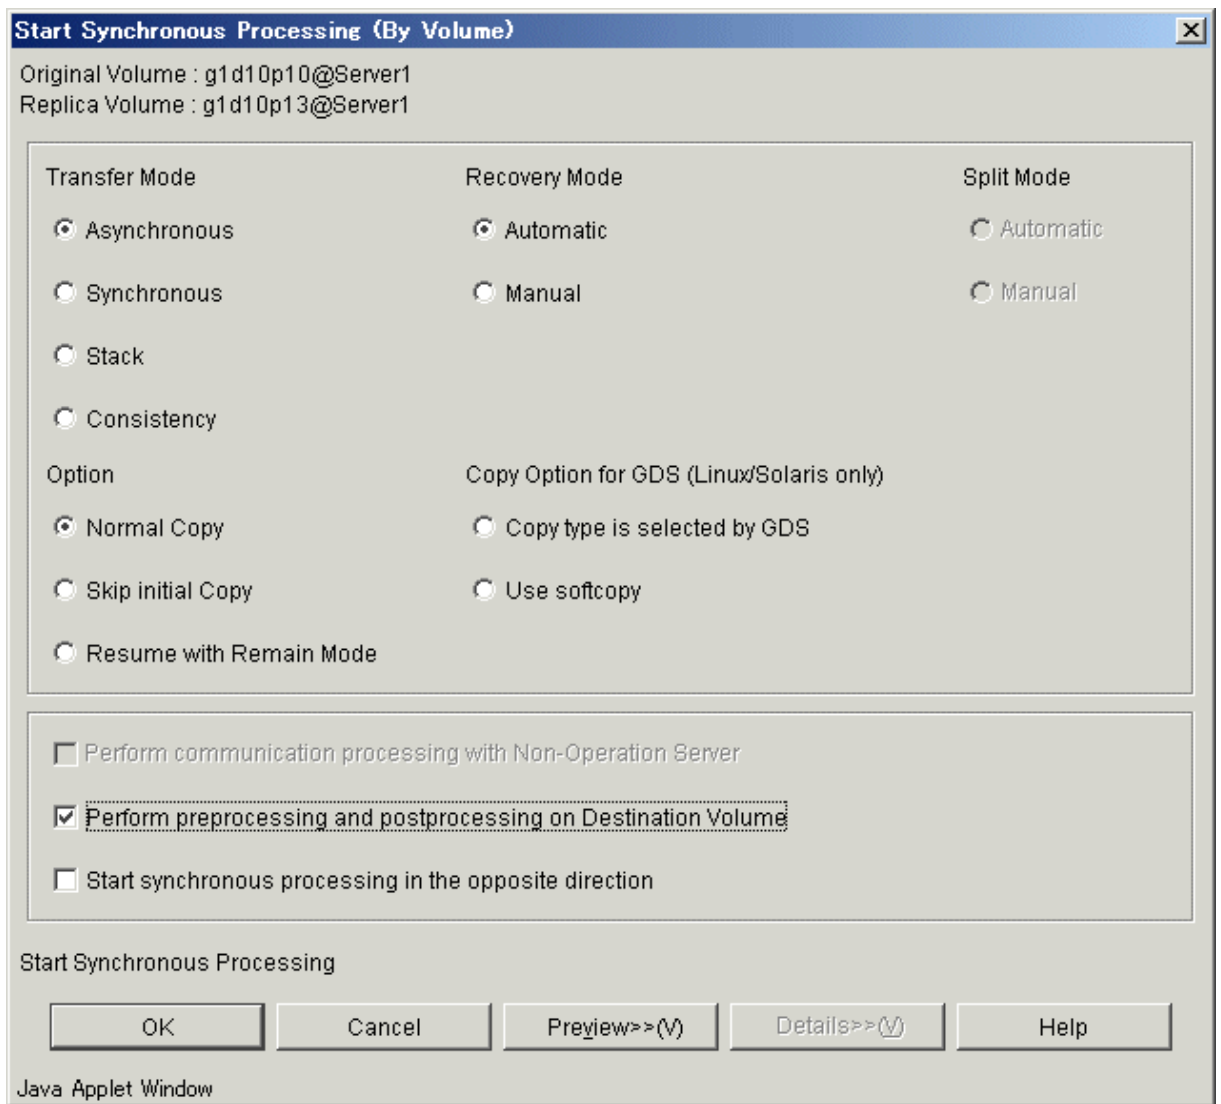 Start Synchronous Processing (By Volume)
Original Volume : g1d10p10@Server1
Replica Volume : g1d10p13@Server1
Transfer Mode Recovery Mode Split Mode
Asynchronous Automatic Automatic
Synchronous Manual Manual
Stack
Consistency
Option Copy Option for GDS (Linux/Solaris only)
Normal Copy Copy type is selected by GDS
Skip initial Copy Use softcopy
Resume with Remain Mode
Perform communication processing with Non-Operation Server
Perform preprocessing and postprocessing on Destination Volume
Start synchronous processing in the opposite direction
Start Synchronous Processing
OK Cancel Preview>>(V) Details>>(V) Help
Java Applet Window